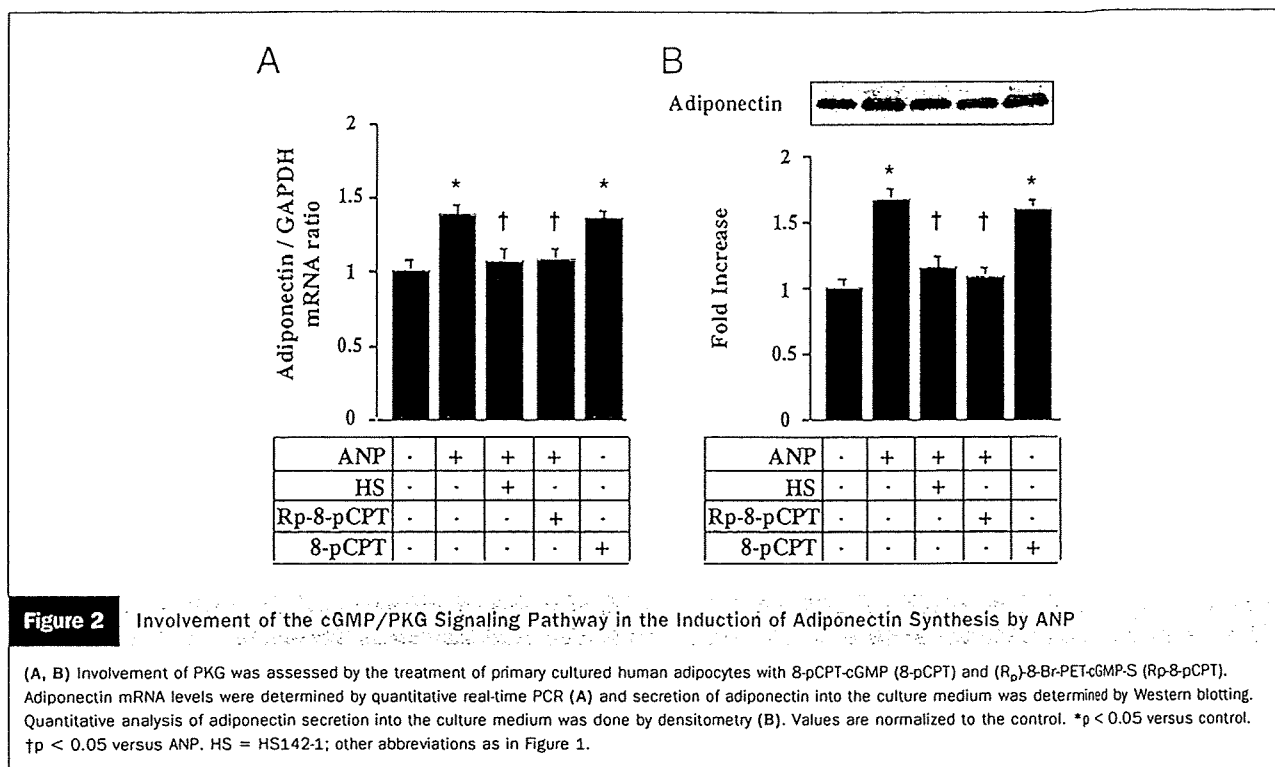 A
Adiponectin / GAPDH
mRNA ratio
2
1.5
1
0.5
0
*
†
†
*
ANP · + + + ·
HS · · + · ·
Rp-8-pCPT · · · + ·
8-pCPT · · · · +
B
Adiponectin
Fold Increase
2
1.5
1
0.5
0
*
†
†
*
ANP · + + + ·
HS · · + · ·
Rp-8-pCPT · · · + ·
8-pCPT · · · · +
Figure 2 Involvement of the cGMP/PKG Signaling Pathway in the Induction of Adiponectin Synthesis by ANP
(A, B) Involvement of PKG was assessed by the treatment of primary cultured human adipocytes with 8-pCPT-cGMP (8-pCPT) and (Rp)-8-Br-PET-cGMP-S (Rp-8-pCPT).
Adiponectin mRNA levels were determined by quantitative real-time PCR (A) and secretion of adiponectin into the culture medium was determined by Western blotting.
Quantitative analysis of adiponectin secretion into the culture medium was done by densitometry (B). Values are normalized to the control. *p < 0.05 versus control.
†p < 0.05 versus ANP. HS = HS142-1; other abbreviations as in Figure 1.